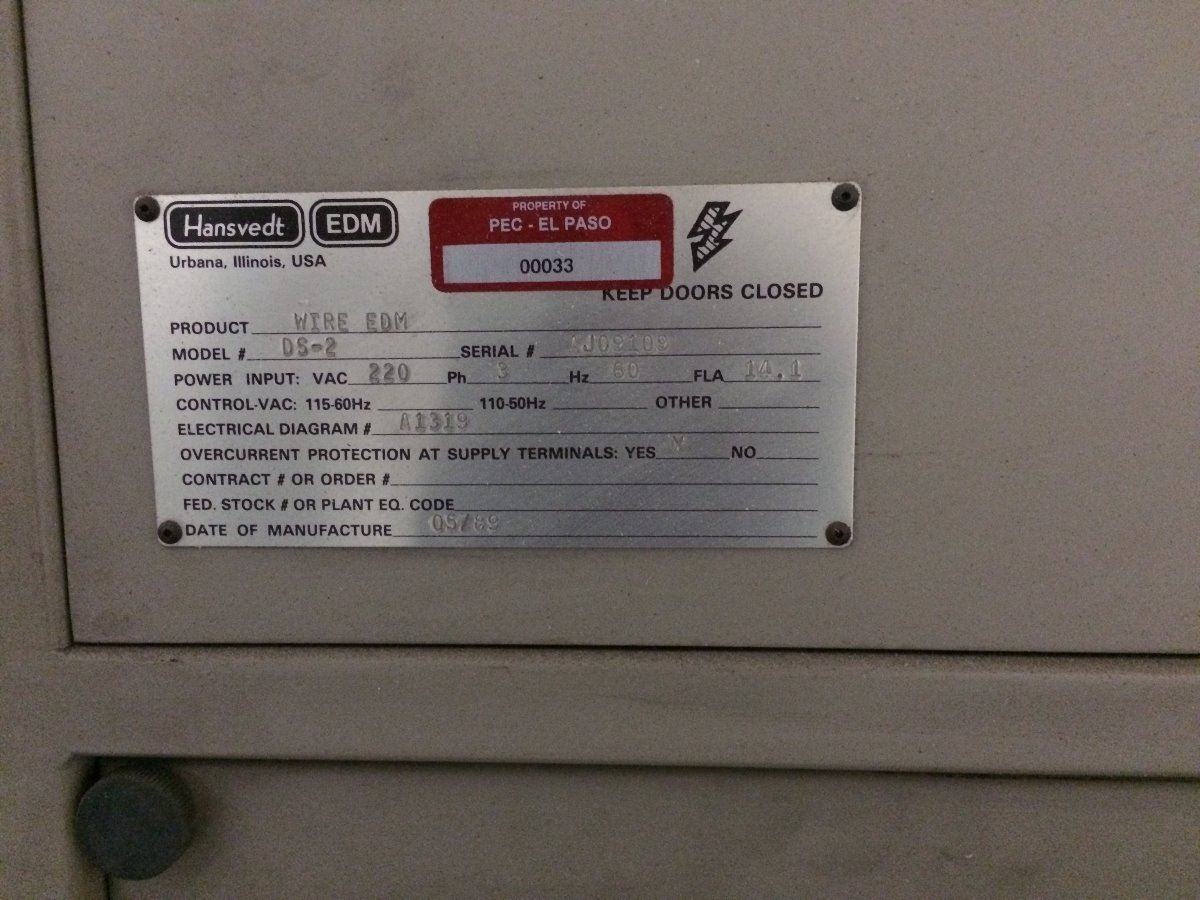 Hansvedt EDM
Urbana, Illinois, USA
PROPERTY OF
PEC - EL PASO
00033
KEEP DOORS CLOSED
PRODUCT WIRE EDM
MODEL # DS-2 SERIAL # AJ09109
POWER INPUT: VAC 220 Ph 3 Hz 60 FLA 14.1
CONTROL-VAC: 115-60Hz 110-50Hz OTHER
ELECTRICAL DIAGRAM # A1319
OVERCURRENT PROTECTION AT SUPPLY TERMINALS: YES NO
CONTRACT # OR ORDER #
FED. STOCK # OR PLANT EQ. CODE
DATE OF MANUFACTURE 05/89